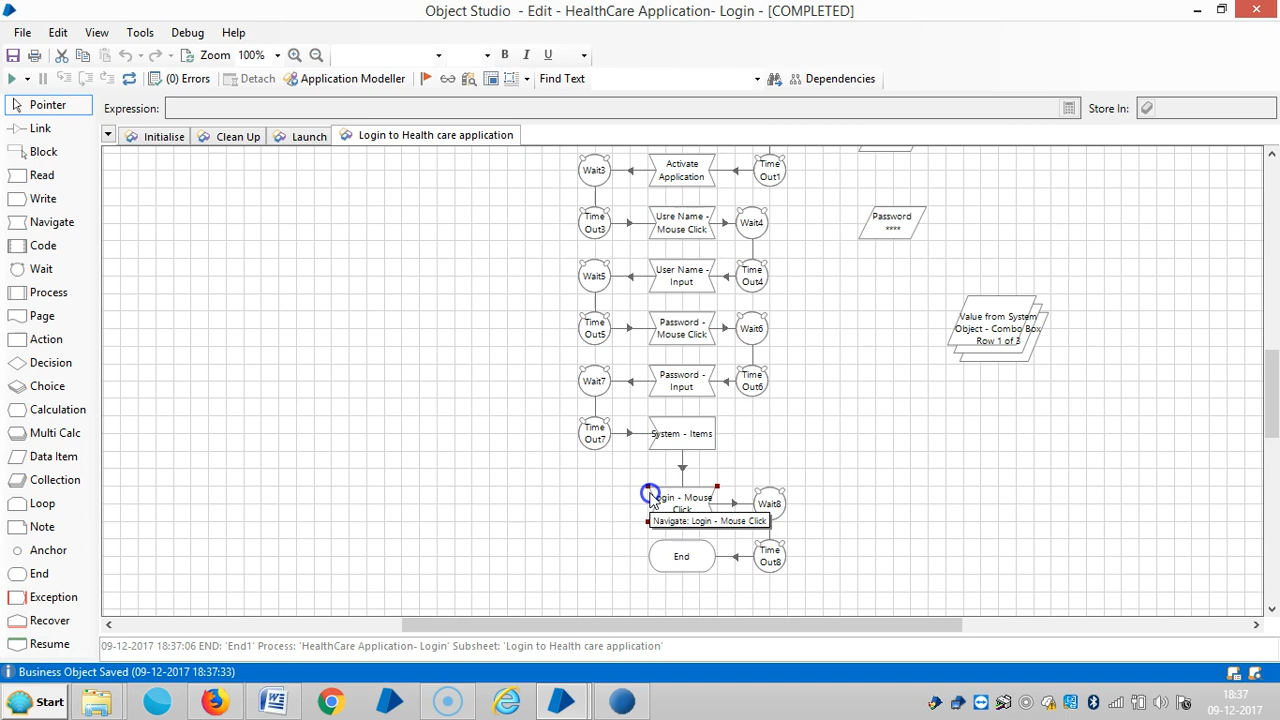 Object Studio - Edit - HealthCare Application- Login - [COMPLETED]
File Edit View Tools Debug Help
Zoom 100% B I U
(0) Errors Detach Application Modeller Find Text Dependencies
Pointer
Expression: Store In:
Link
Initialise Clean Up Launch Login to Health care application
Block
Read
Write
Navigate
Code
Wait
Process
Page
Action
Decision
Choice
Calculation
Multi Calc
Data Item
Collection
Loop
Note
Anchor
End
Exception
Recover
Resume
Wait3
Activate
Application
Time
Out1
Time
Out3
Usre Name -
Mouse Click
Wait4
Password
****
Wait5
User Name -
Input
Time
Out4
Time
Out5
Password -
Mouse Click
Wait6
Value from System
Object - Combo Box
Row 1 of 3
Wait7
Password -
Input
Time
Out6
Time
Out7
System - Items
Login - Mouse
Click
Wait8
Navigate: Login - Mouse Click
End
Time
Out8
09-12-2017 18:37:06 END: 'End1' Process: 'HealthCare Application- Login' Subsheet: 'Login to Health care application'
Business Object Saved (09-12-2017 18:37:33)
Start
18:37
09-12-2017